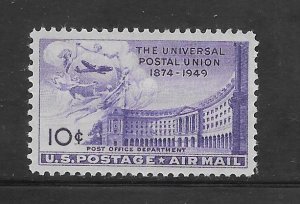 THE UNIVERSAL
POSTAL UNION
1874-1949
10¢
POST OFFICE DEPARTMENT
U.S. POSTAGE AIR MAIL